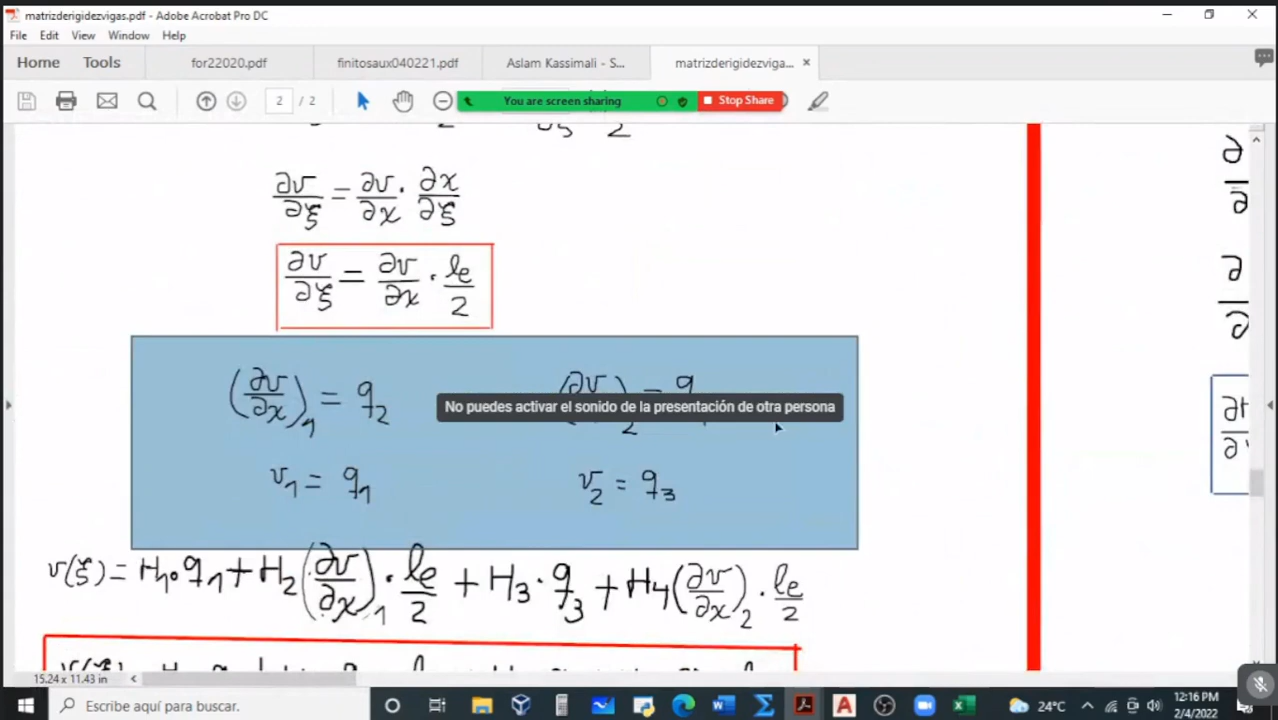 matrizderigidezvigas.pdf - Adobe Acrobat Pro DC
File Edit View Window Help
Home Tools for22020.pdf finitosaux040221.pdf Aslam Kassimali - S... matrizderigidezviga... ×
2 / 2 You are screen sharing Stop Share
∂v/∂ξ = ∂v/∂x · ∂x/∂ξ
∂v/∂ξ = ∂v/∂x · le/2
(∂v/∂x)₁ = q₂
No puedes activar el sonido de la presentación de otra persona
v₁ = q₁ v₂ = q₃
v(ξ) = H₁·q₁ + H₂(∂v/∂x)₁ · le/2 + H₃·q₃ + H₄(∂v/∂x)₂ · le/2
15.24 x 11.43 in
Escribe aquí para buscar.
24°C
12:16 PM
2/4/2022